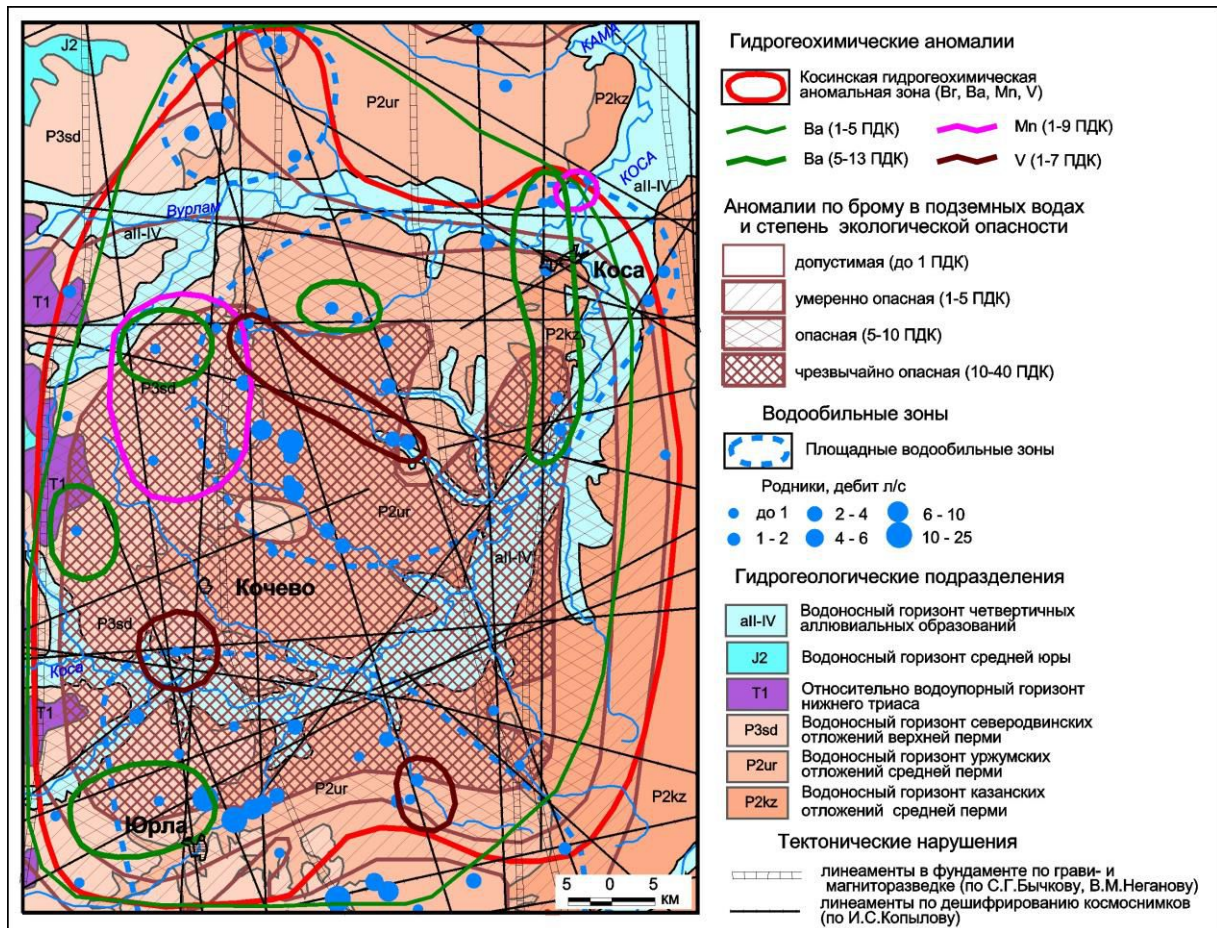 J2
P3sd
P2ur
P2kz
КАМА
КОСА
aII-IV
Вурлам
aII-IV
Коса
T1
P2kz
P3sd
T1
P2ur
aII-IV
Кочево
P3sd
Коса
T1
P2ur
P2kz
Юрла
5 0 5
км
Гидрогеохимические аномалии
Косинская гидрогеохимическая
аномальная зона (Br, Ba, Mn, V)
Ba (1-5 ПДК)
Mn (1-9 ПДК)
Ba (5-13 ПДК)
V (1-7 ПДК)
Аномалии по брому в подземных водах
и степень экологической опасности
допустимая (до 1 ПДК)
умеренно опасная (1-5 ПДК)
опасная (5-10 ПДК)
чрезвычайно опасная (10-40 ПДК)
Водообильные зоны
Площадные водообильные зоны
Родники, дебит л/с
до 1
2 - 4
6 - 10
1 - 2
4 - 6
10 - 25
Гидрогеологические подразделения
aII-IV
Водоносный горизонт четвертичных
аллювиальных образований
J2
Водоносный горизонт средней юры
T1
Относительно водоупорный горизонт
нижнего триаса
P3sd
Водоносный горизонт северодвинских
отложений верхней перми
P2ur
Водоносный горизонт уржумских
отложений средней перми
P2kz
Водоносный горизонт казанских
отложений средней перми
Тектонические нарушения
линеаменты в фундаменте по грави- и
магниторазведке (по С.Г.Бычкову, В.М.Неганову)
линеаменты по дешифрированию космоснимков
(по И.С.Копылову)